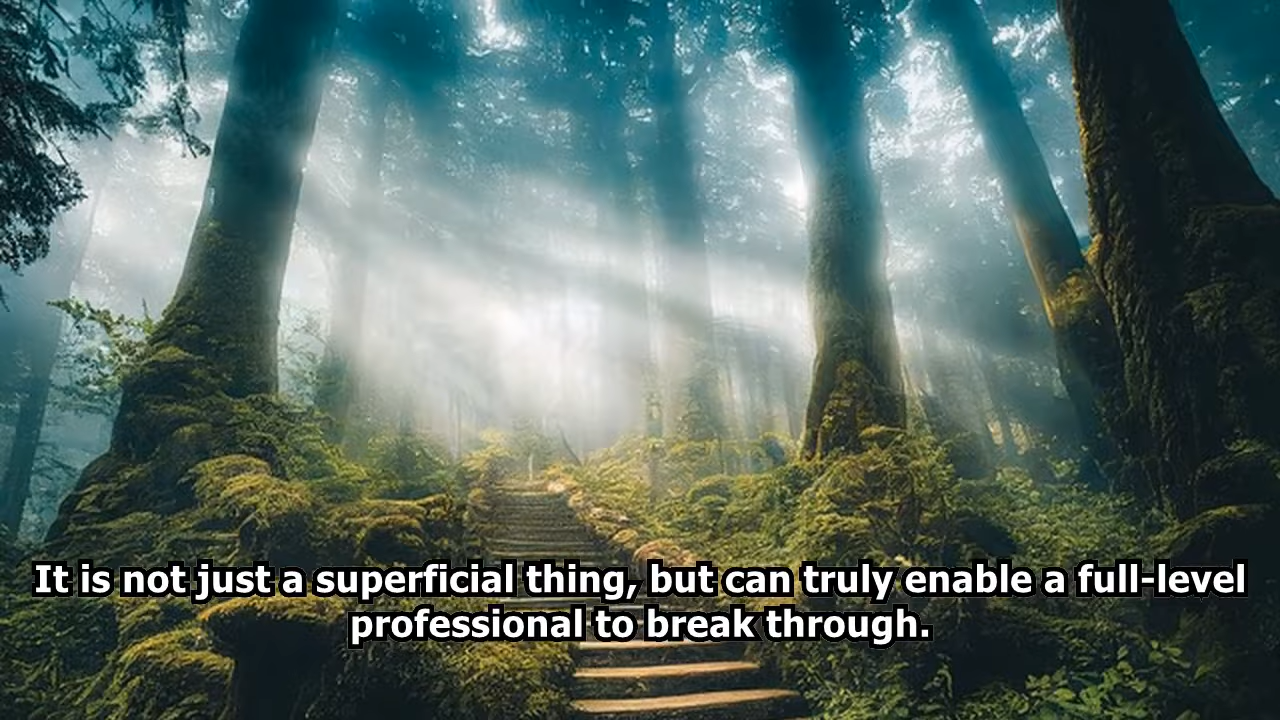 It is not just a superficial thing, but can truly enable a full-level
professional to break through.